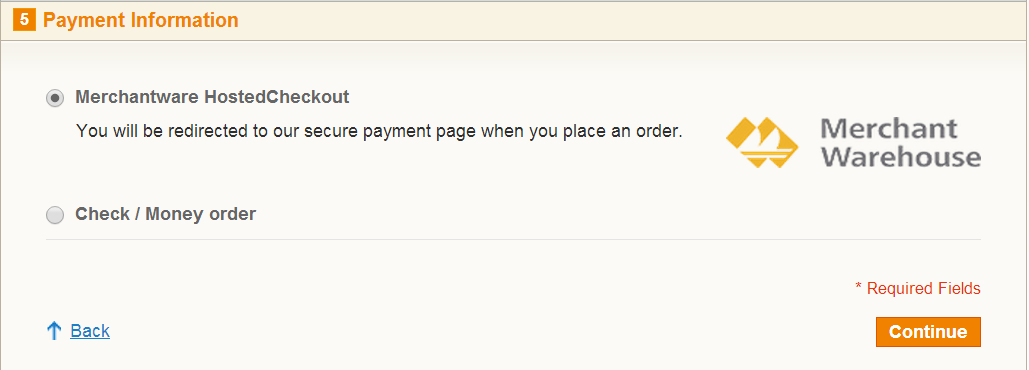 5 Payment Information
Merchantware HostedCheckout
You will be redirected to our secure payment page when you place an order.
Merchant
Warehouse
Check / Money order
* Required Fields
Back
Continue